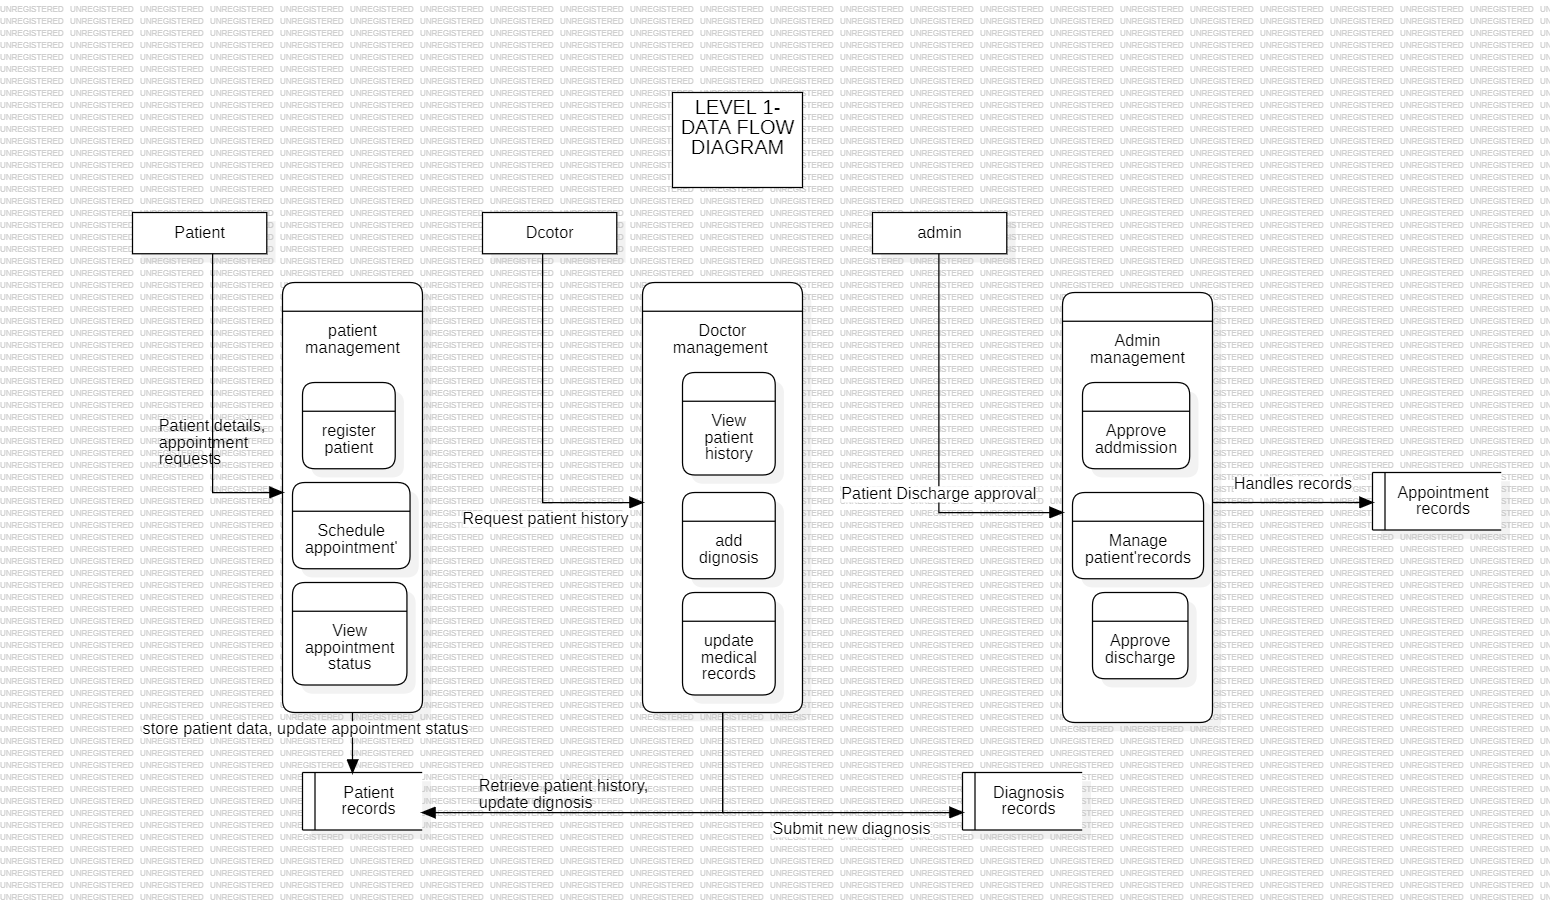 LEVEL 1-
DATA FLOW
DIAGRAM
Patient
Dcotor
admin
patient
management
Doctor
management
Admin
management
Patient details,
appointment
requests
register
patient
View
patient
history
Approve
addmission
Schedule
appointment'
Request patient history
add
dignosis
Patient Discharge approval
Manage
patient'records
Handles records
Appointment
records
View
appointment
status
update
medical
records
Approve
discharge
store patient data, update appointment status
Patient
records
Retrieve patient history,
update dignosis
Submit new diagnosis
Diagnosis
records
UNREGISTERED